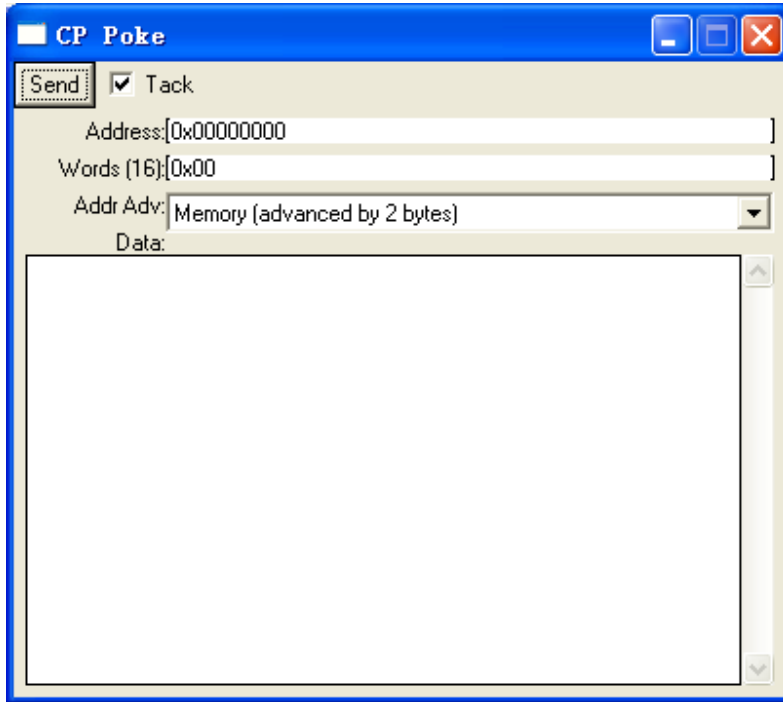 CP Poke
Send Tack
Address:[0x00000000 ]
Words (16):[0x00 ]
Addr Adv: Memory (advanced by 2 bytes)
Data: